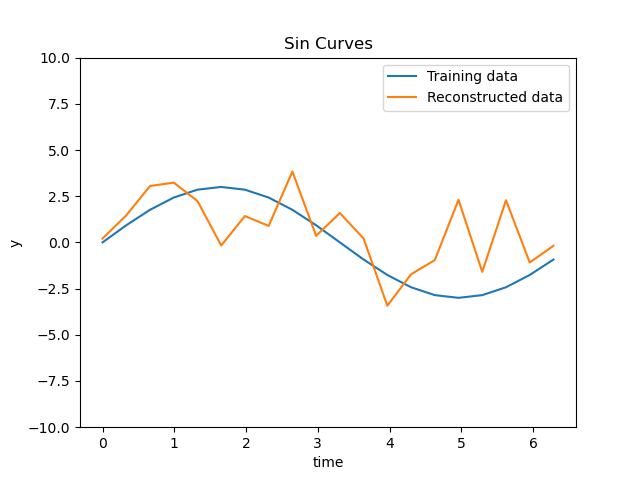 Sin Curves
Training data
Reconstructed data
10.0
7.5
5.0
2.5
0.0
−2.5
−5.0
−7.5
−10.0
y
0 1 2 3 4 5 6
time